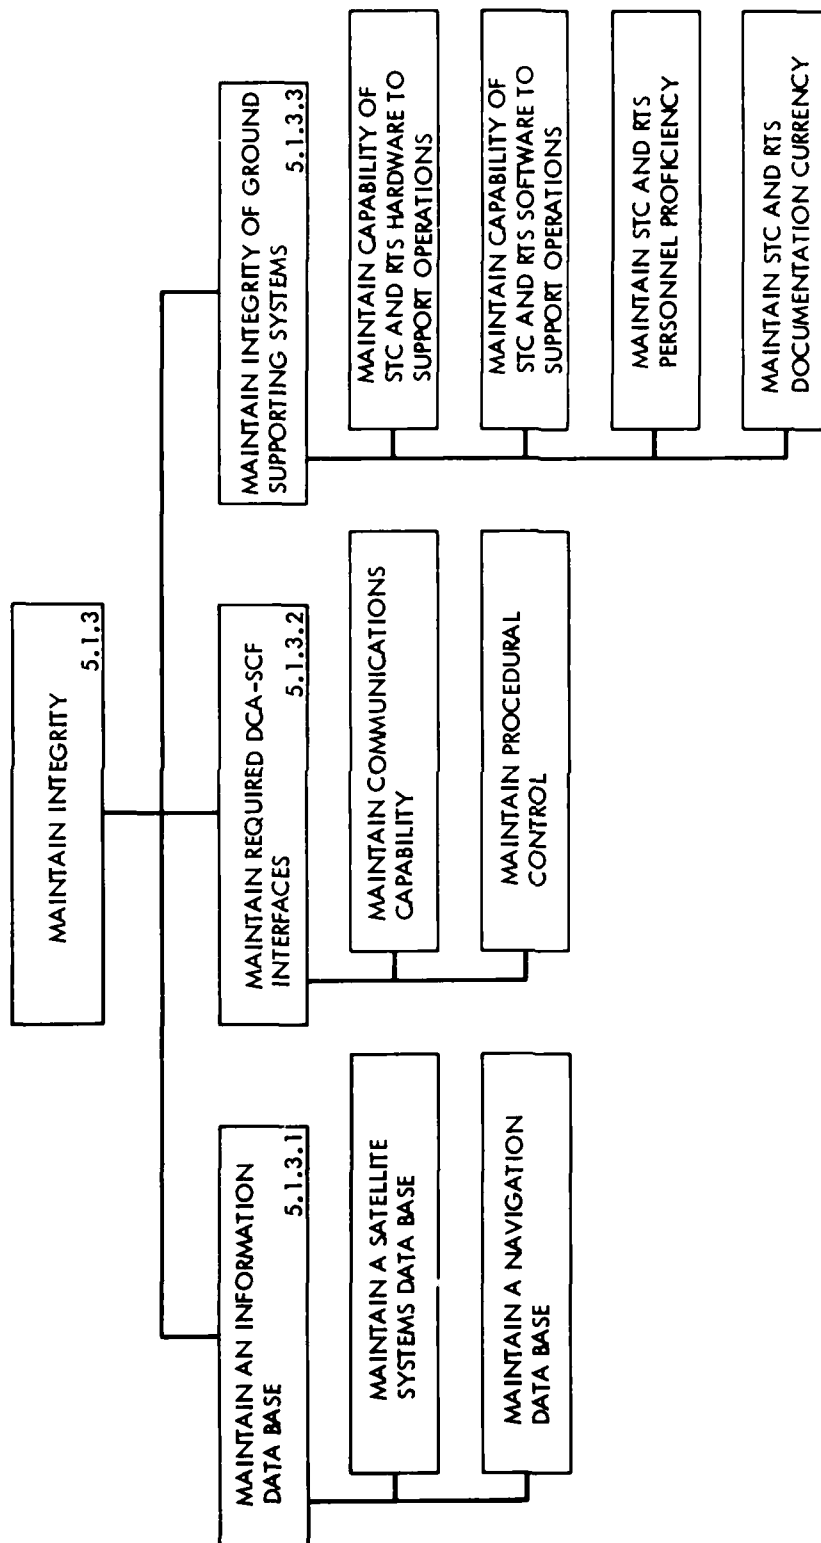 MAINTAIN INTEGRITY
5.1.3
MAINTAIN AN INFORMATION
DATA BASE
5.1.3.1
MAINTAIN A SATELLITE
SYSTEMS DATA BASE
MAINTAIN A NAVIGATION
DATA BASE
MAINTAIN REQUIRED DCA-SCF
INTERFACES
5.1.3.2
MAINTAIN COMMUNICATIONS
CAPABILITY
MAINTAIN PROCEDURAL
CONTROL
MAINTAIN INTEGRITY OF GROUND
SUPPORTING SYSTEMS
5.1.3.3
MAINTAIN CAPABILITY OF
STC AND RTS HARDWARE TO
SUPPORT OPERATIONS
MAINTAIN CAPABILITY OF
STC AND RTS SOFTWARE TO
SUPPORT OPERATIONS
MAINTAIN STC AND RTS
PERSONNEL PROFICIENCY
MAINTAIN STC AND RTS
DOCUMENTATION CURRENCY